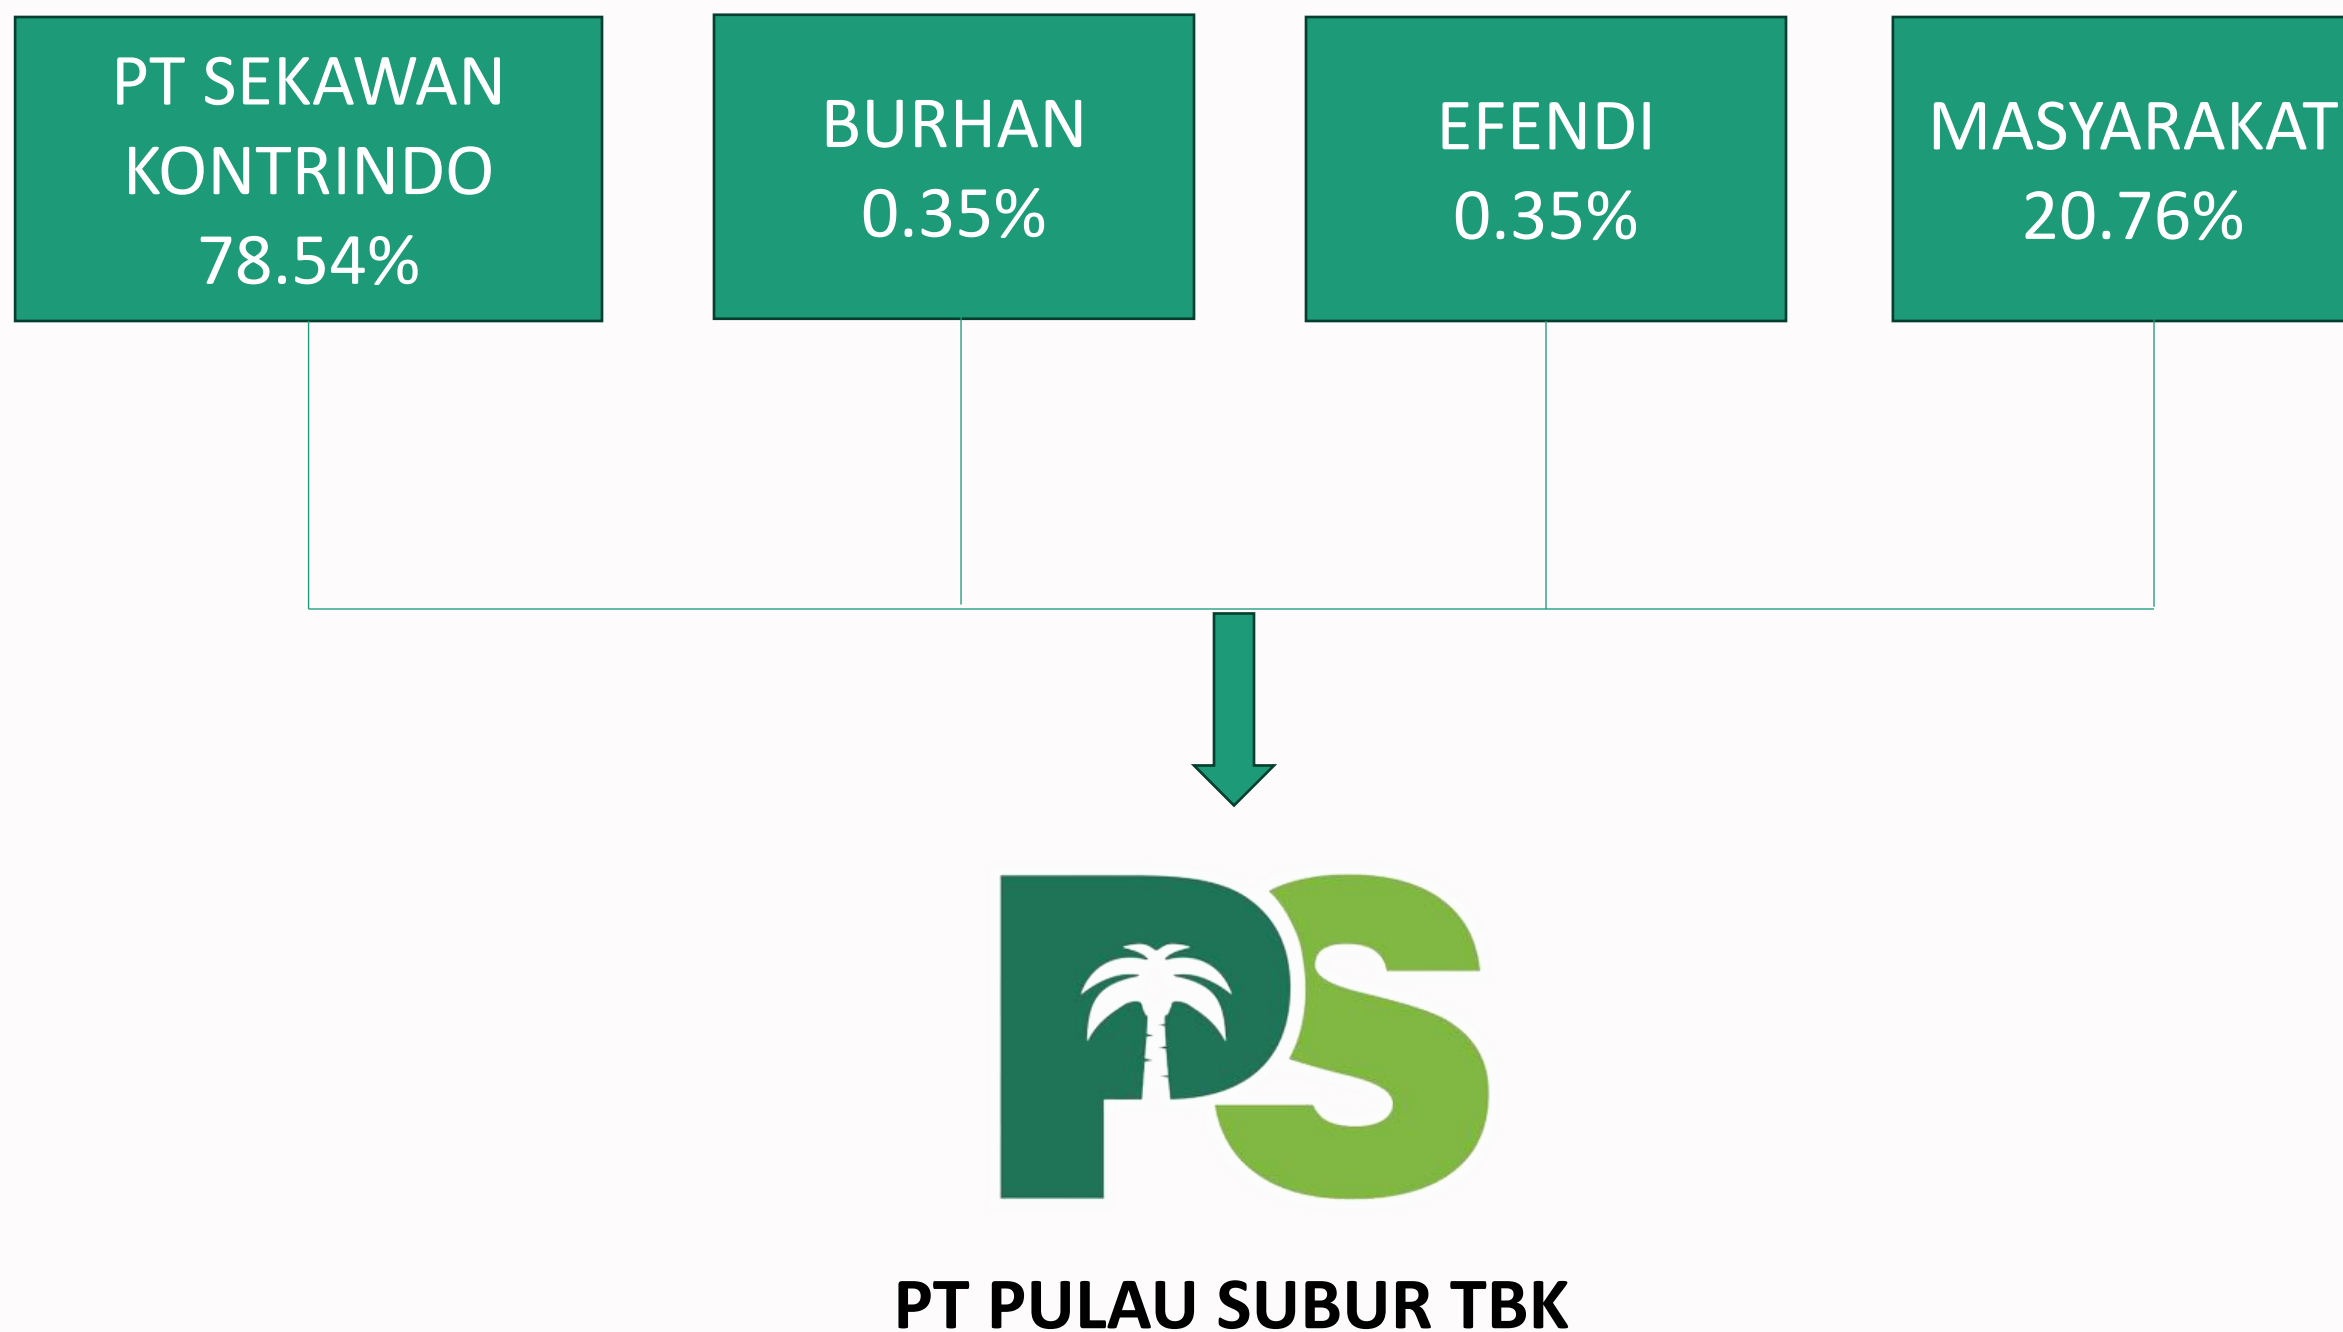 PT SEKAWAN
KONTRINDO
78.54%
BURHAN
0.35%
EFENDI
0.35%
MASYARAKAT
20.76%
PS
PT PULAU SUBUR TBK